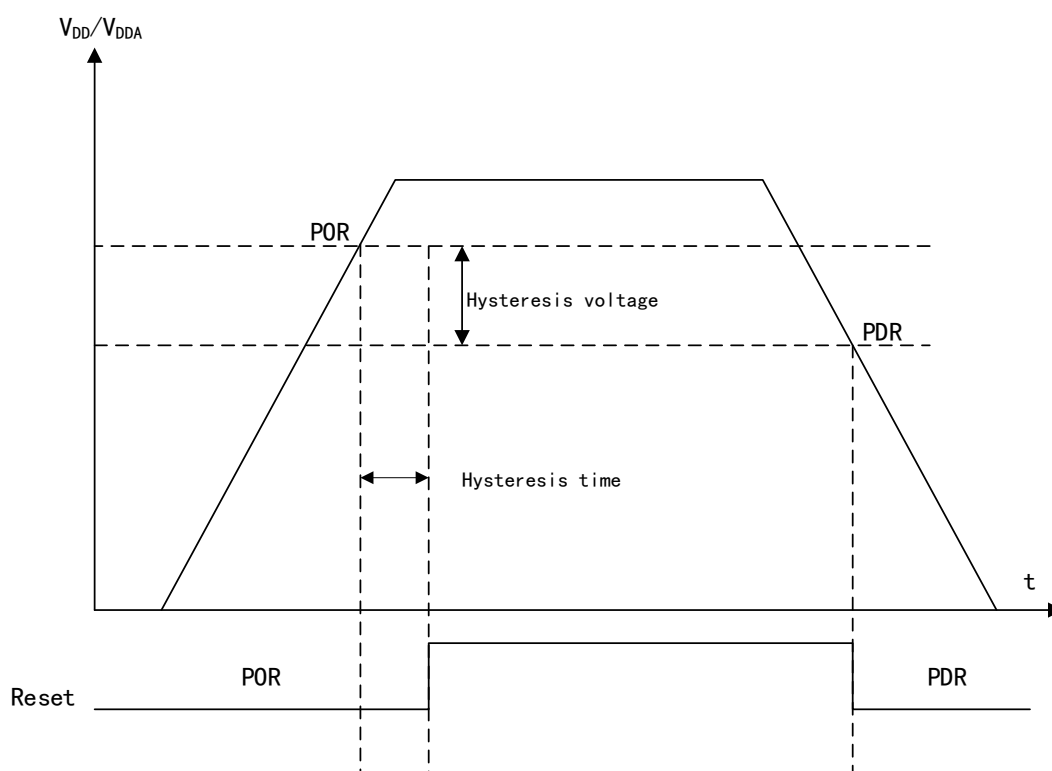 VDD/VDDA
POR
Hysteresis voltage
PDR
Hysteresis time
t
POR
PDR
Reset